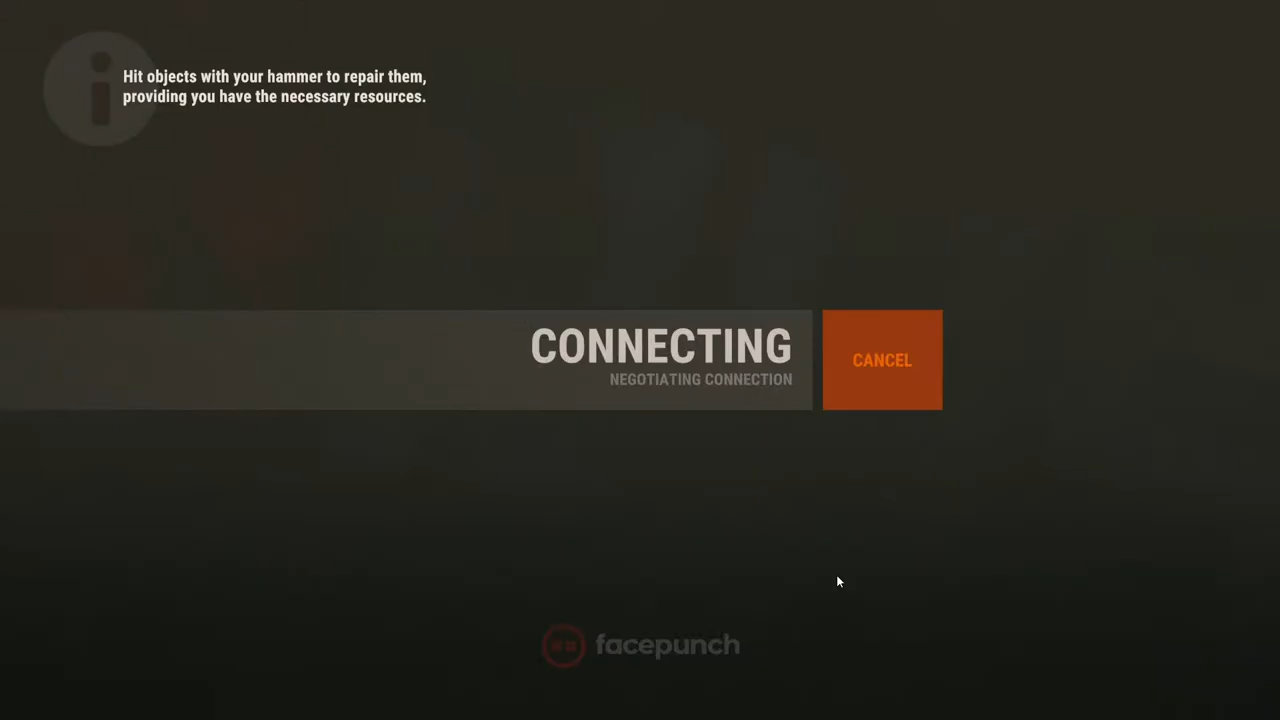 Hit objects with your hammer to repair them,
providing you have the necessary resources.
CONNECTING
NEGOTIATING CONNECTION
CANCEL
facepunch